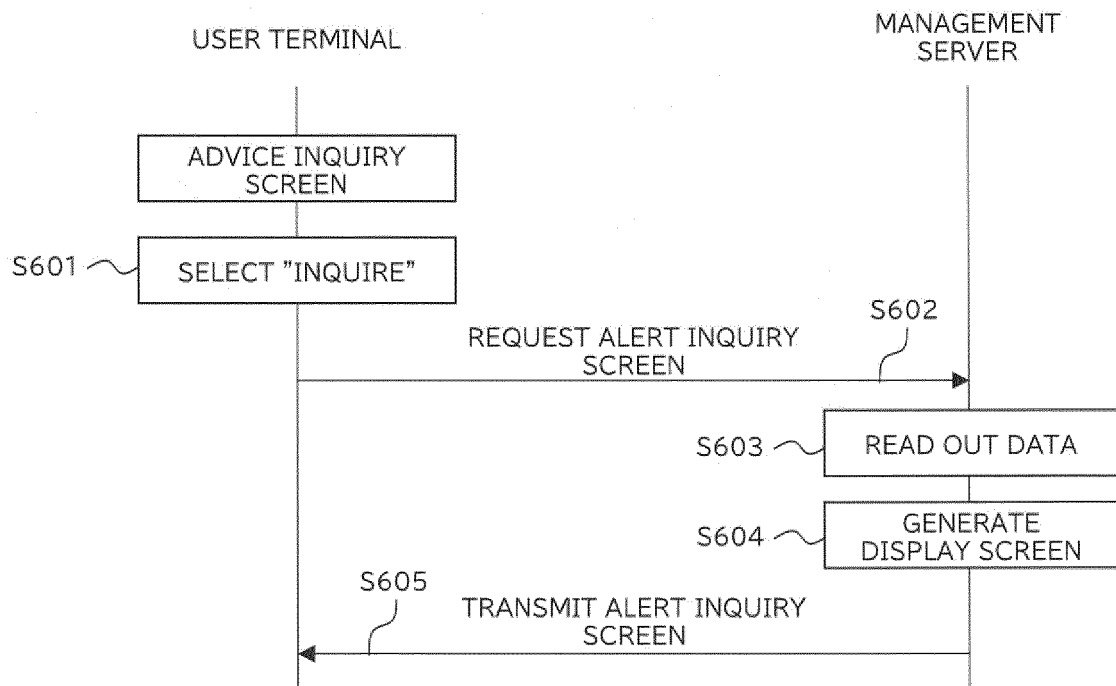 USER TERMINAL
MANAGEMENT
SERVER
ADVICE INQUIRY
SCREEN
S601
SELECT "INQUIRE"
S602
REQUEST ALERT INQUIRY
SCREEN
S603
READ OUT DATA
S604
GENERATE
DISPLAY SCREEN
S605
TRANSMIT ALERT INQUIRY
SCREEN